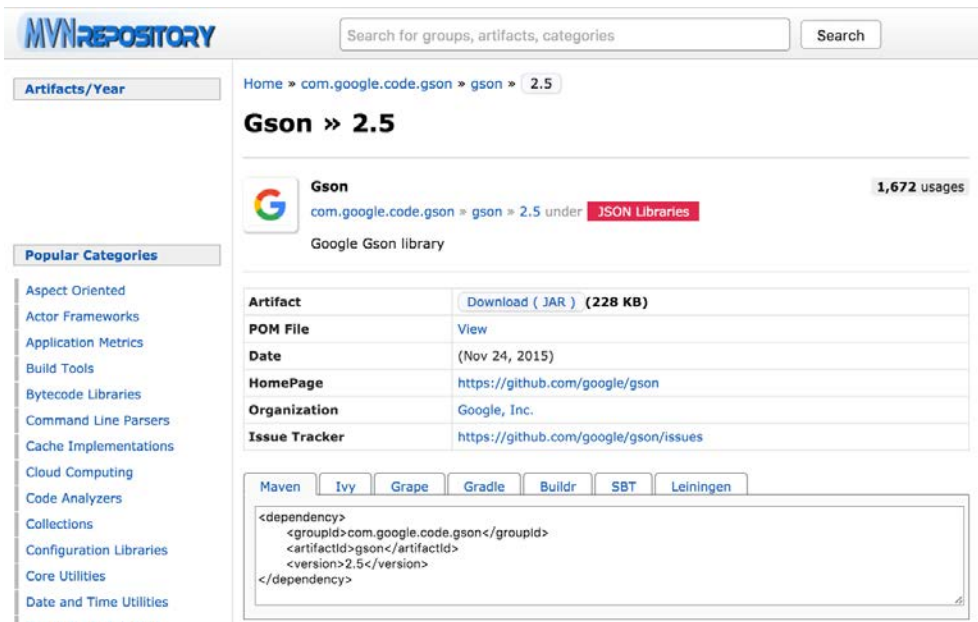 MVNREPOSITORY
Search for groups, artifacts, categories
Search
Artifacts/Year
Popular Categories
Aspect Oriented
Actor Frameworks
Application Metrics
Build Tools
Bytecode Libraries
Command Line Parsers
Cache Implementations
Cloud Computing
Code Analyzers
Collections
Configuration Libraries
Core Utilities
Date and Time Utilities
Home » com.google.code.gson » gson » 2.5
Gson » 2.5
Gson
1,672 usages
com.google.code.gson » gson » 2.5 under JSON Libraries
Google Gson library
Artifact Download ( JAR ) (228 KB)
POM File View
Date (Nov 24, 2015)
HomePage https://github.com/google/gson
Organization Google, Inc.
Issue Tracker https://github.com/google/gson/issues
Maven Ivy Grape Gradle Buildr SBT Leiningen
<dependency>
<groupId>com.google.code.gson</groupId>
<artifactId>gson</artifactId>
<version>2.5</version>
</dependency>